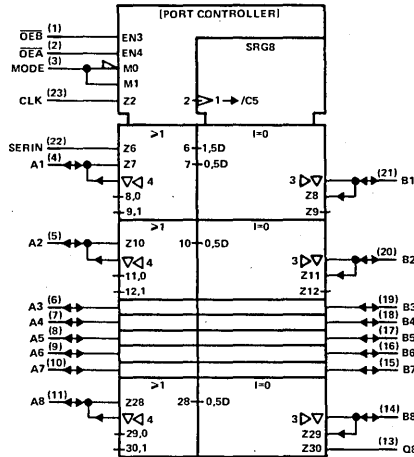 [PORT CONTROLLER]
SRG8
OEB (1) EN3
OEA (2) EN4
MODE (3) M0
M1
CLK (23) Z2 2 1 → /C5
≥1 I=0
SERIN (22) Z6 6 1,5D
A1 (4) Z7 7 0,5D
4 3 (21) B1
8,0 Z8
9,1 Z9
≥1 I=0
A2 (5) Z10 10 0,5D
4 3 (20) B2
11,0 Z11
12,1 Z12
A3 (6) (19) B3
A4 (7) (18) B4
A5 (8) (17) B5
A6 (9) (16) B6
A7 (10) (15) B7
≥1 I=0
A8 (11) Z28 28 0,5D
4 3 (14) B8
29,0 Z29
30,1 Z30 (13) Q8